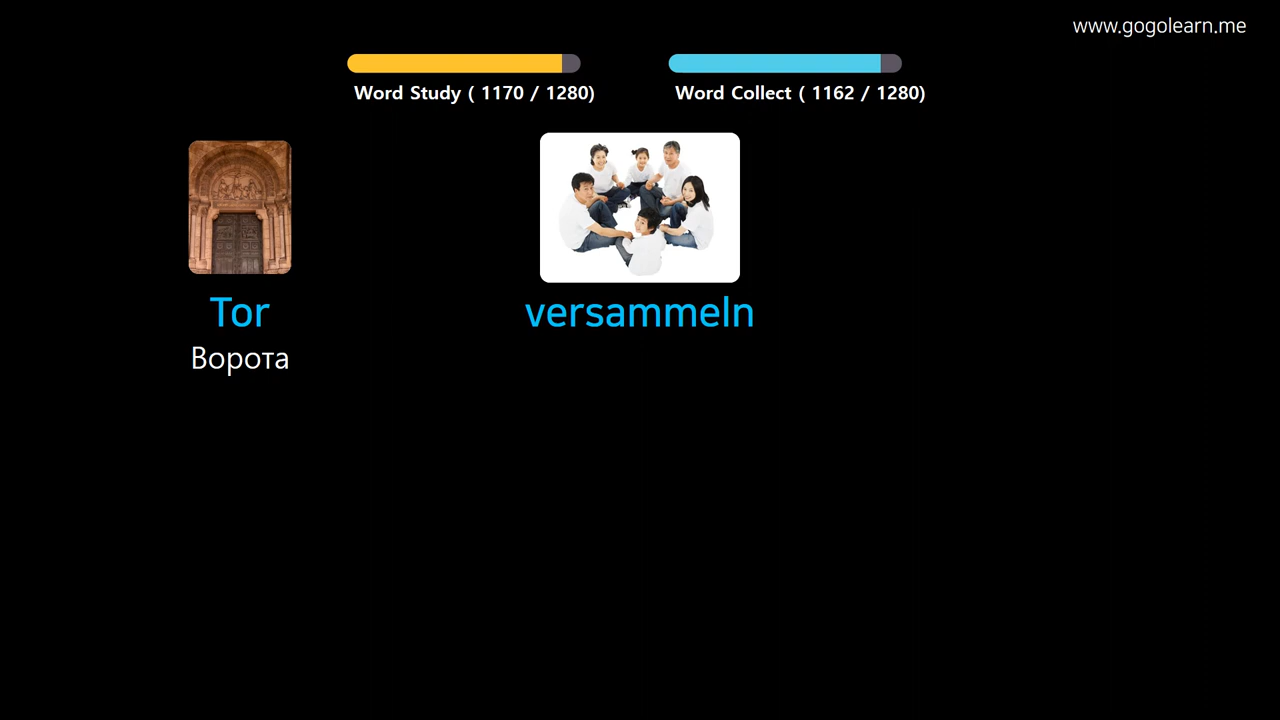 www.gogolearn.me
Word Study ( 1170 / 1280)
Word Collect ( 1162 / 1280)
Tor
Ворота
versammeln